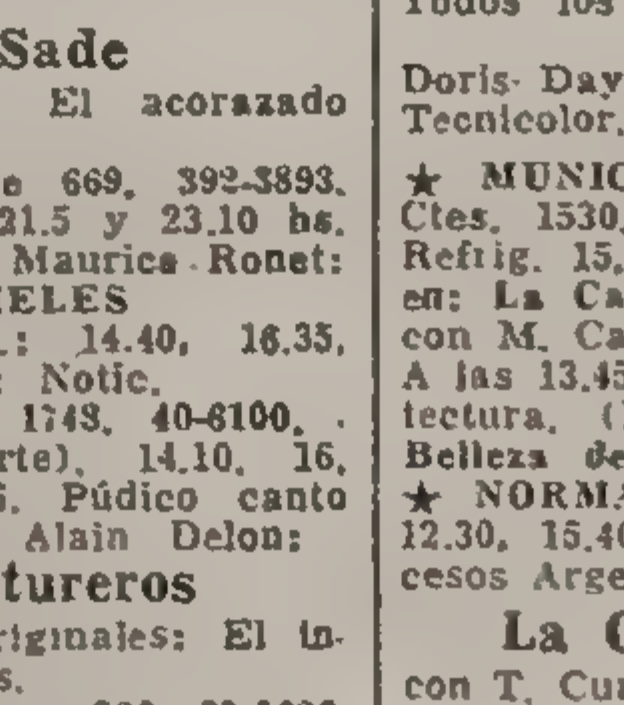 Sade
El acorazado
e 669. 392-3893.
21.5 y 23.10 hs.
Maurice Ronet:
ELES
.: 14.40, 16.35,
: Notic.
1748. 40-6100.
rte), 14.10, 16,
5. Púdico canto
Alain Delon:
tureros
riginales: El in-
s.
Todos los
Doris Day
Tecnicolor.
★ MUNIC
Ctes. 1530,
Refrig. 15,
en: La Ca
con M. Ca
A las 13.45
tectura. (
Belleza de
★ NORMA
12.30, 15.40
cesos Arge
La
con T. Cur